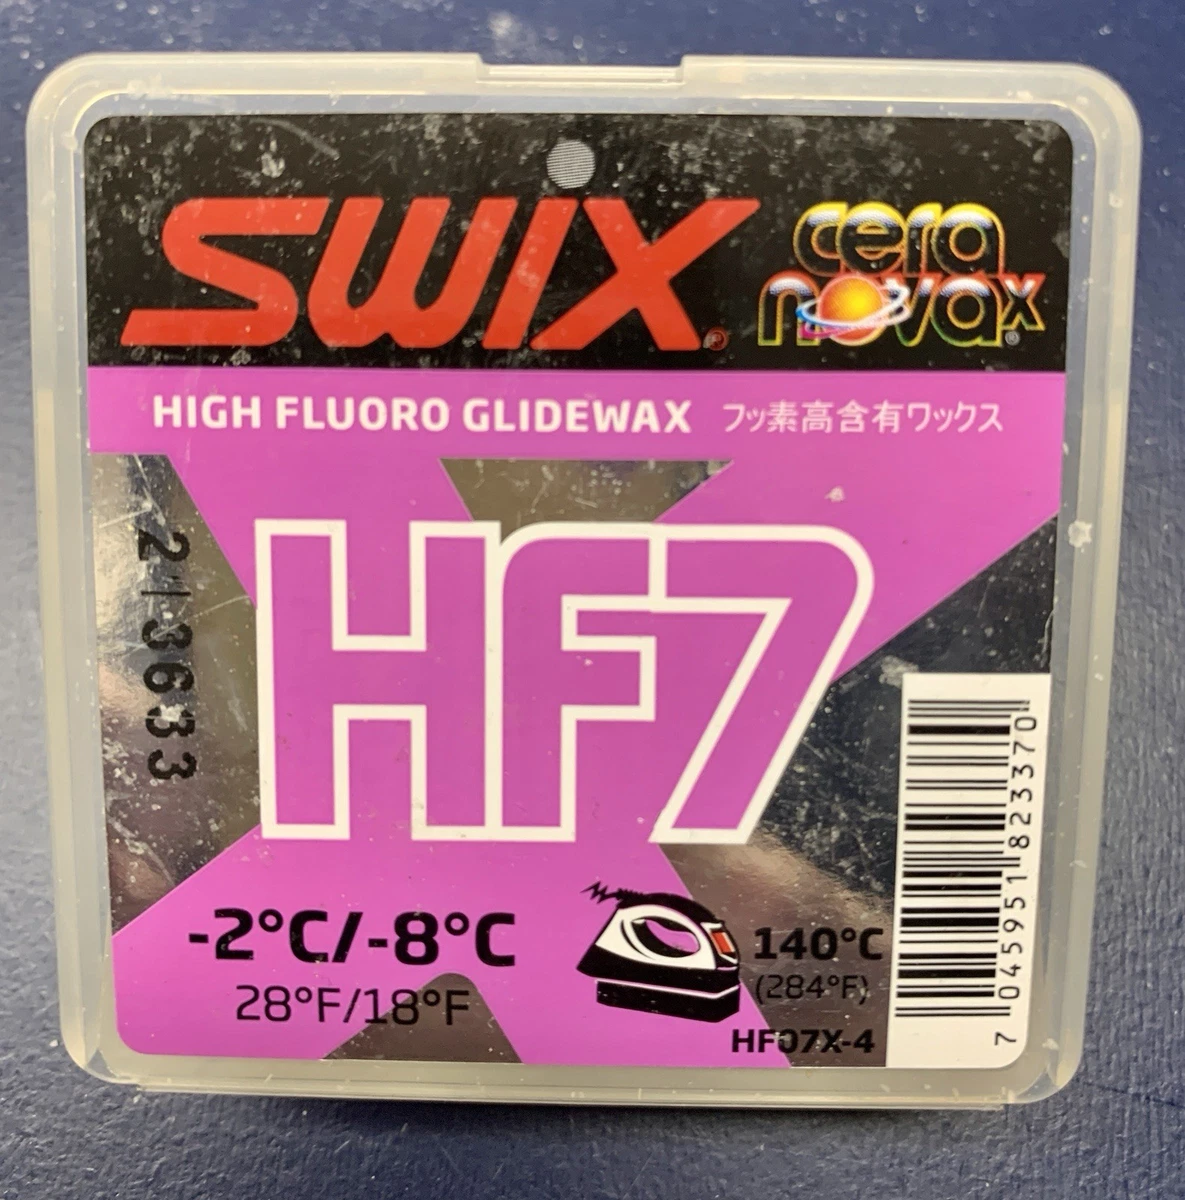 SWIX
cera
novax
HIGH FLUORO GLIDEWAX フッ素高含有ワックス
HF7
21 3633
-2°C/-8°C
28°F/18°F
140°C
(284°F)
HF07X-4
7 045951 823370